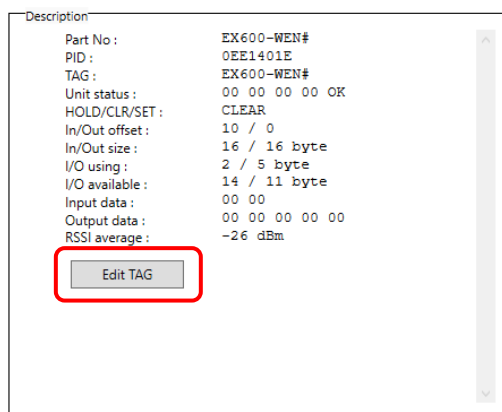 Description
Part No : EX600-WEN#
PID : 0EE1401E
TAG : EX600-WEN#
Unit status : 00 00 00 00 OK
HOLD/CLR/SET : CLEAR
In/Out offset : 10 / 0
In/Out size : 16 / 16 byte
I/O using : 2 / 5 byte
I/O available : 14 / 11 byte
Input data : 00 00
Output data : 00 00 00 00 00
RSSI average : -26 dBm
Edit TAG